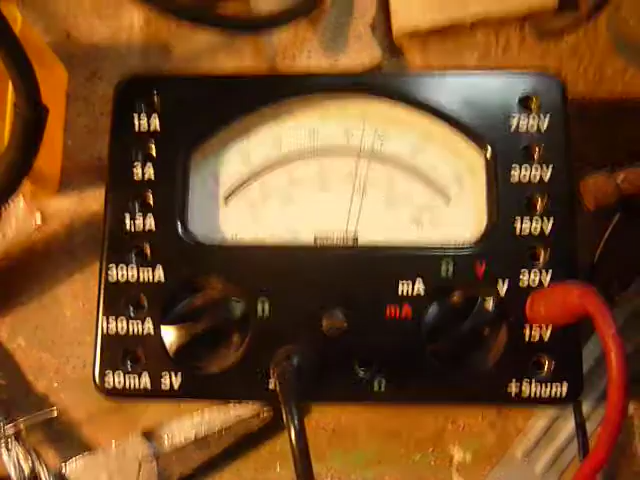 15A
3A
1.5A
300mA
150mA
30mA 3V
Ω
mA
mA
Ω
V
V
Ω
750V
300V
150V
30V
15V
+Shunt